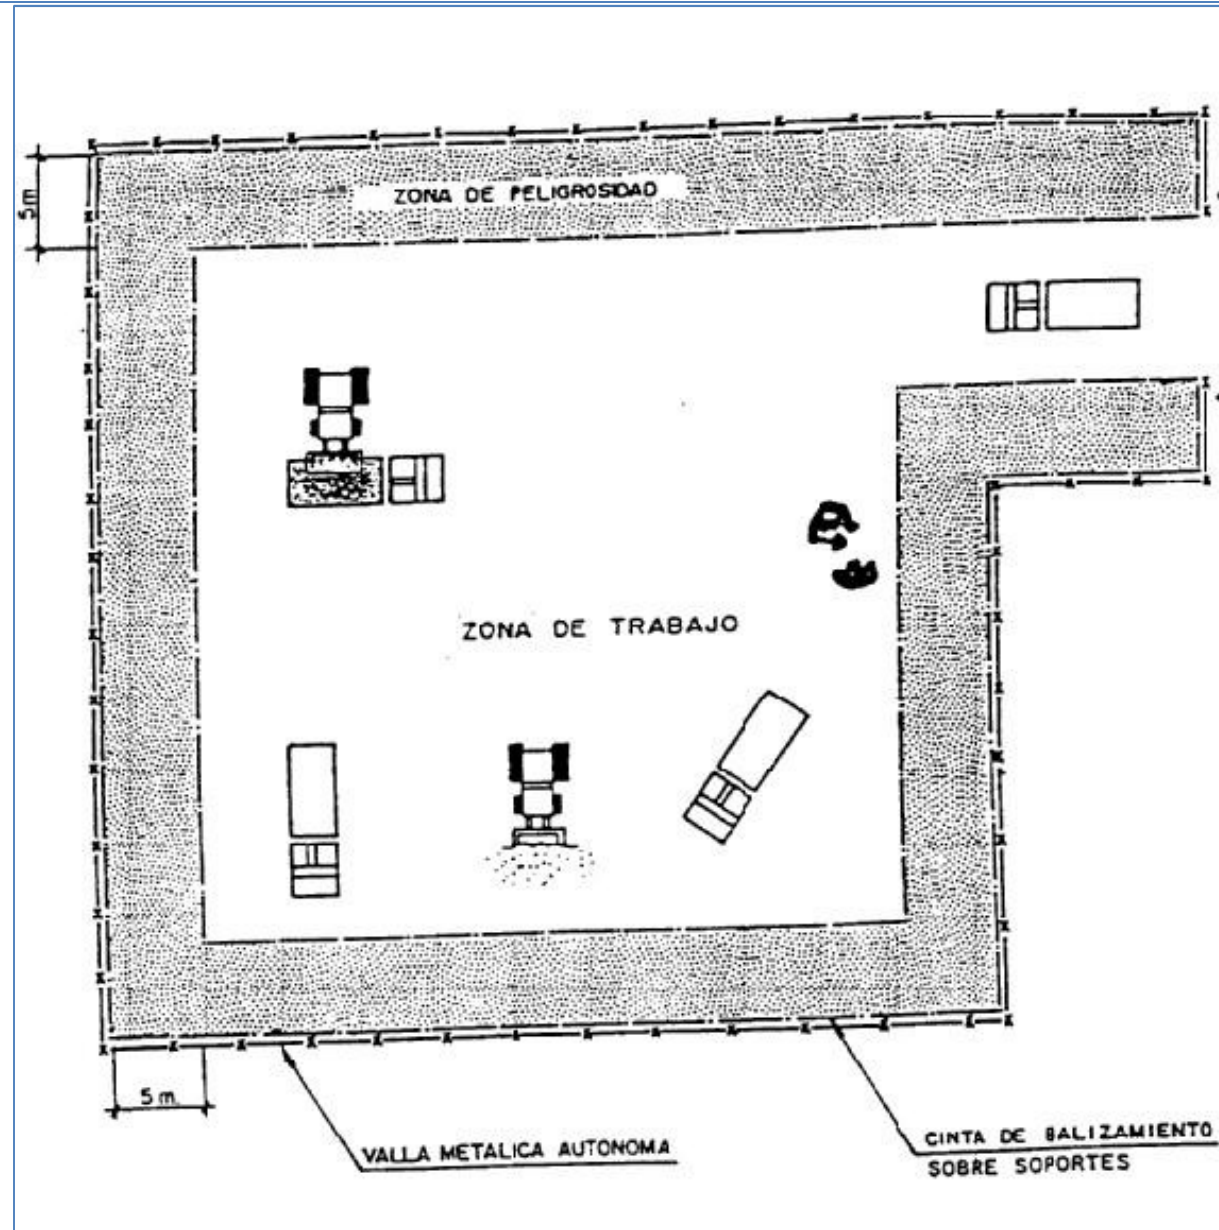 ZONA DE PELIGROSIDAD
5m
ZONA DE TRABAJO
5 m.
VALLA METALICA AUTONOMA
CINTA DE BALIZAMIENTO
SOBRE SOPORTES